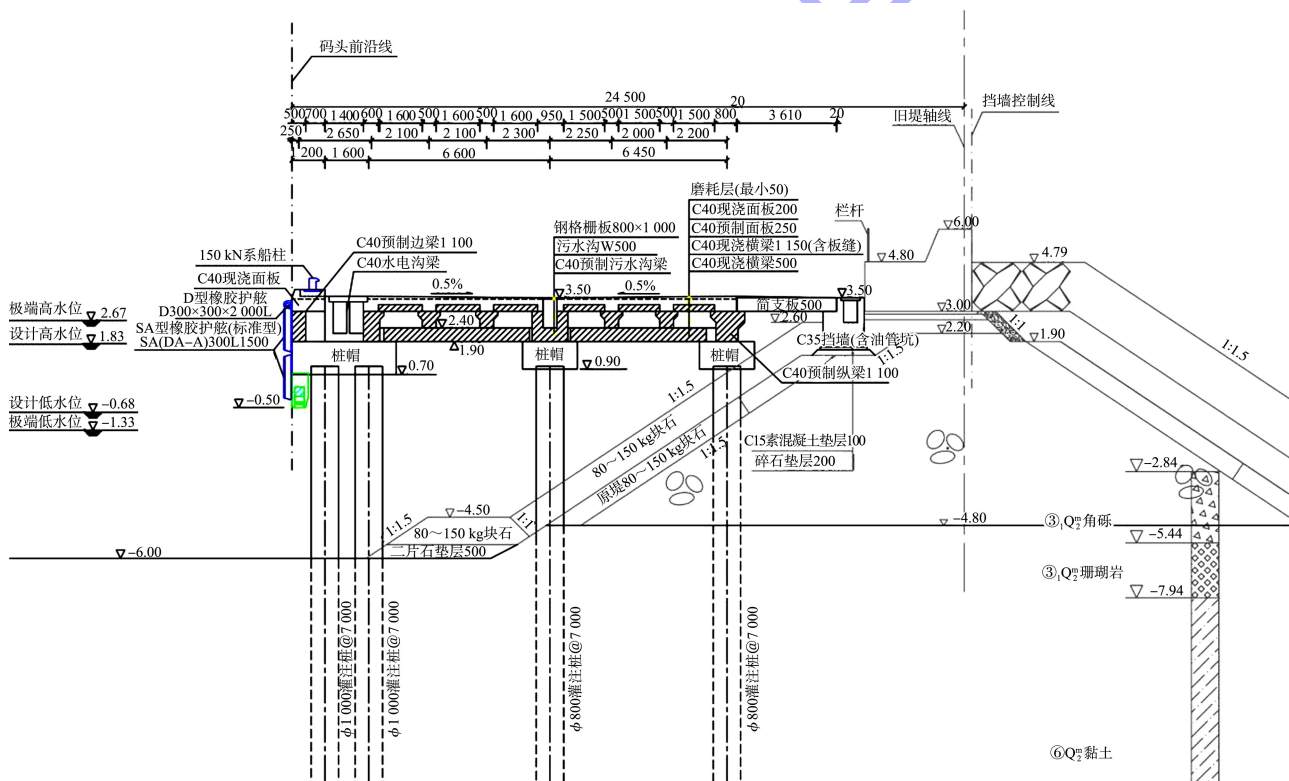 码头前沿线
24 500
20
挡墙控制线
旧堤轴线
500 700 1 400 600 1 600 500 1 600 500 1 600 950 1 500 500 1 500 500 1 500 800 3 610 20
250 2 650 2 100 2 100 2 300 2 250 2 000 2 200
1 200 1 600 6 600 6 450
磨耗层(最小50)
C40现浇面板200
C40预制面板250
C40现浇横梁1 150(含板缝)
C40现浇横梁500
栏杆
6.00
4.80
4.79
钢格栅板800×1 000
污水沟W500
C40预制污水沟梁
C40预制边梁1 100
C40水电沟梁
150 kN系船柱
C40现浇面板
D型橡胶护舷
D300×300×2 000L
SA型橡胶护舷(标准型)
SA(DA-A)300L1500
0.5%
3.50
0.5%
3.50
极端高水位 2.67
设计高水位 1.83
设计低水位 -0.68
极端低水位 -1.33
简支板500
2.60
3.00
2.20
1:1
1.90
2.40
1.90
C35挡墙(含油管坑)
1:1.5
C40预制纵梁1 100
桩帽
桩帽
桩帽
0.70
0.90
-0.50
1:1.5
1:1.5
80～150 kg块石
原堤80～150 kg块石
1:1.5
C15素混凝土垫层100
碎石垫层200
-2.84
-4.50
1:1.5
1:1
80～150 kg块石
二片石垫层500
-4.80
-6.00
③₁Q₂ᵐ角砾
-5.44
③₁Q₂ᵐ珊瑚岩
-7.94
ϕ1 000灌注桩@7 000
ϕ1 000灌注桩@7 000
ϕ800灌注桩@7 000
ϕ800灌注桩@7 000
⑥Q₂ᵐ黏土